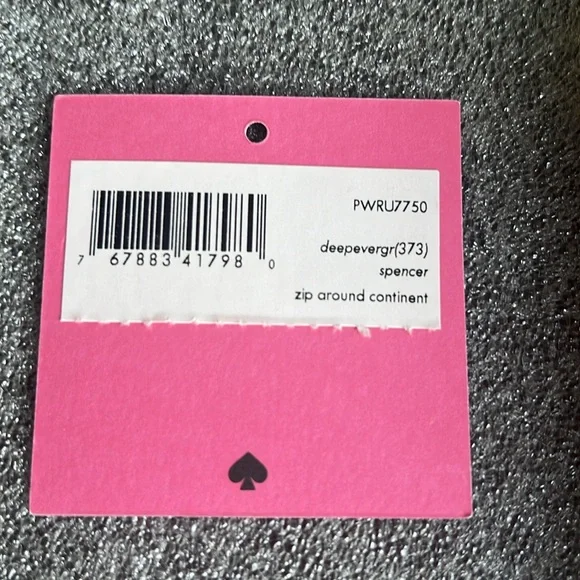 PWRU7750
deepevergr(373)
spencer
zip around continent
7 67883 41798 0